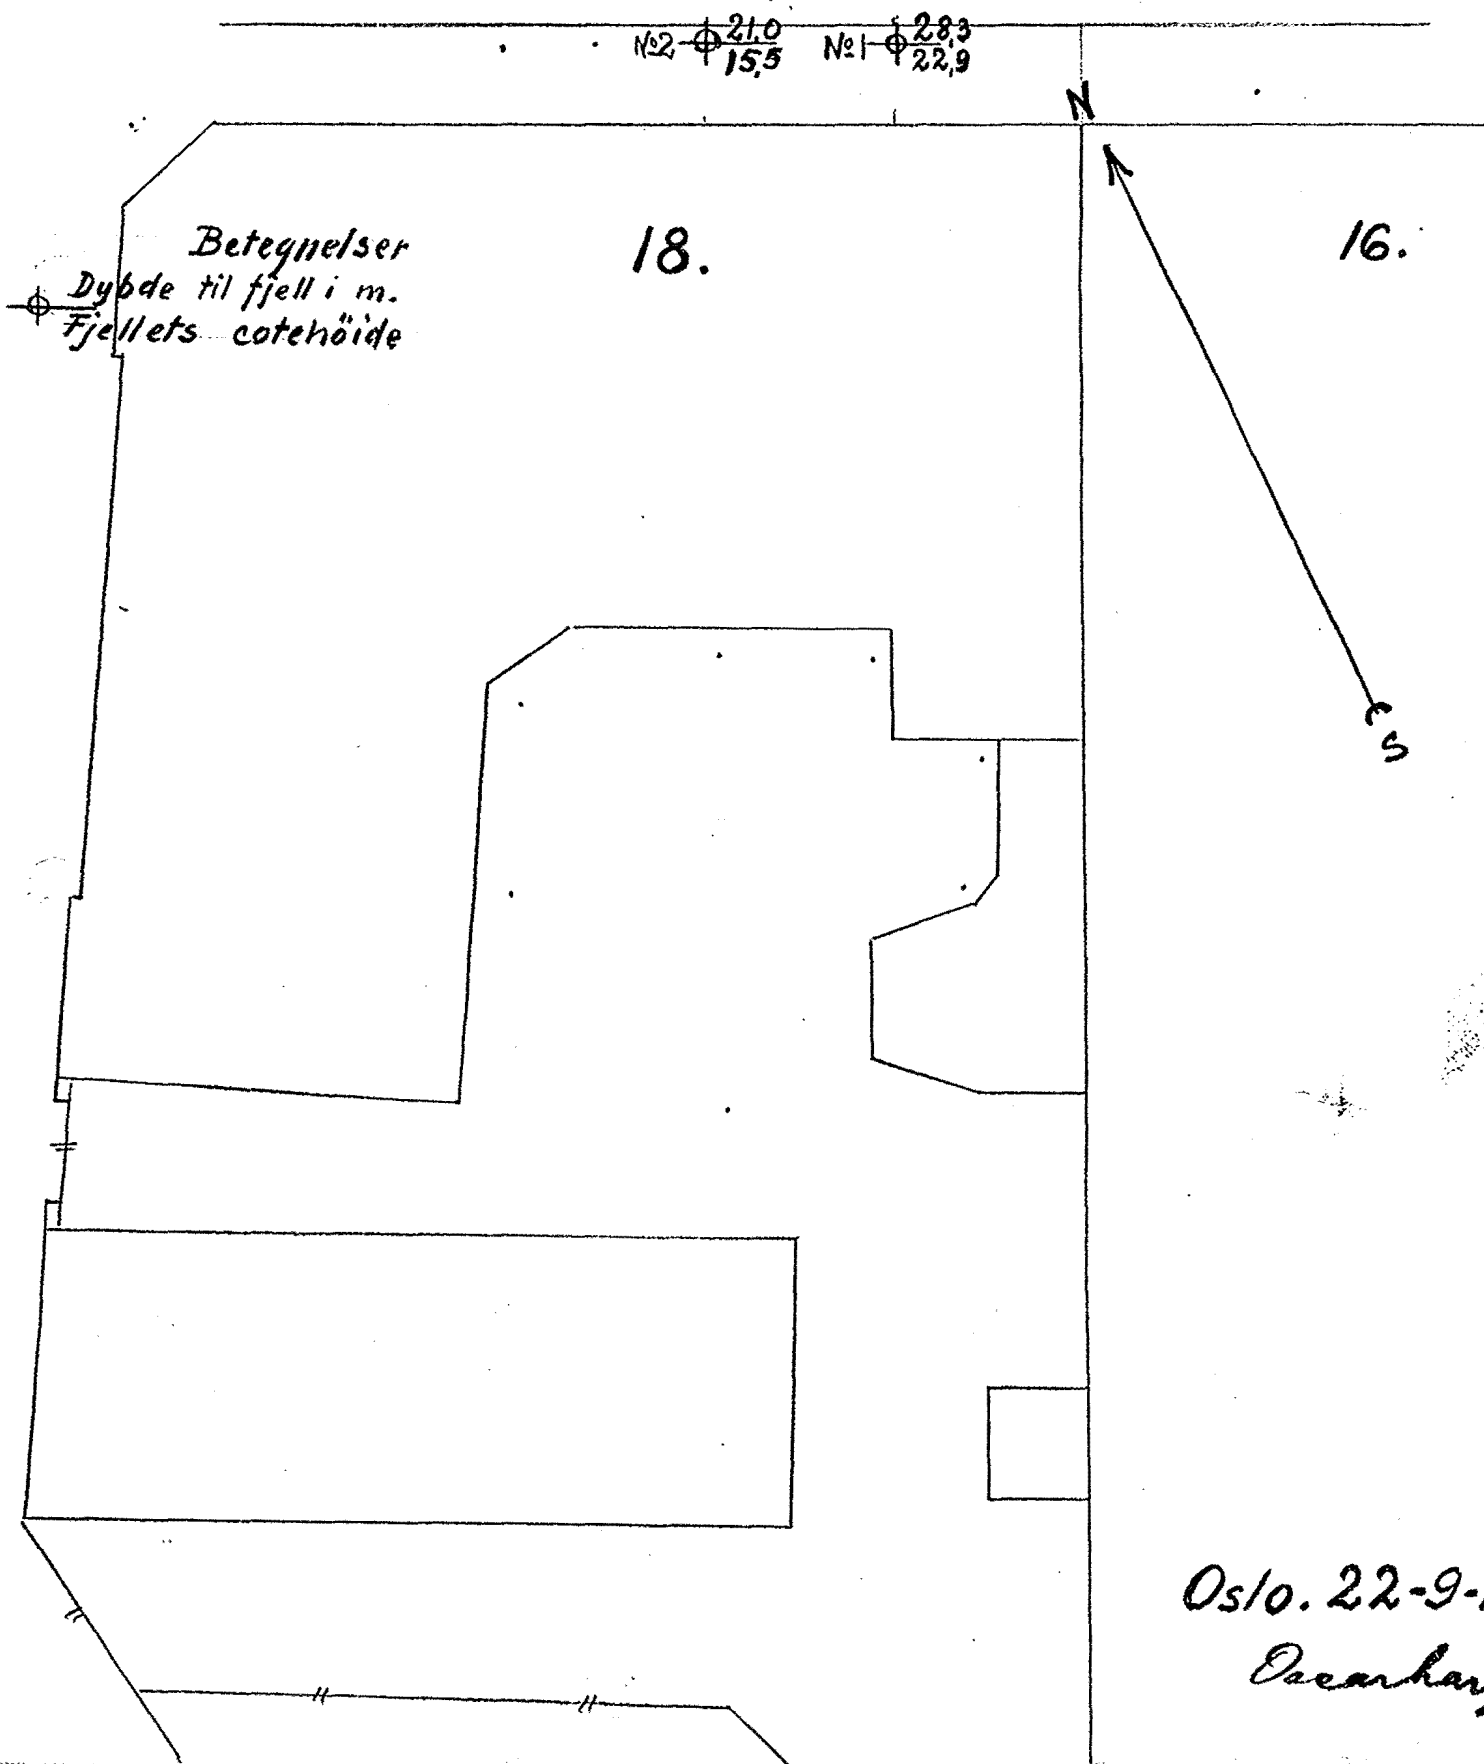 №2 21,0
15,5
№1 28,3
22,9
N
18.
16.
Betegnelser
Dybde til fjell i m.
Fjellets cotehöide
S
Oslo. 22-9-